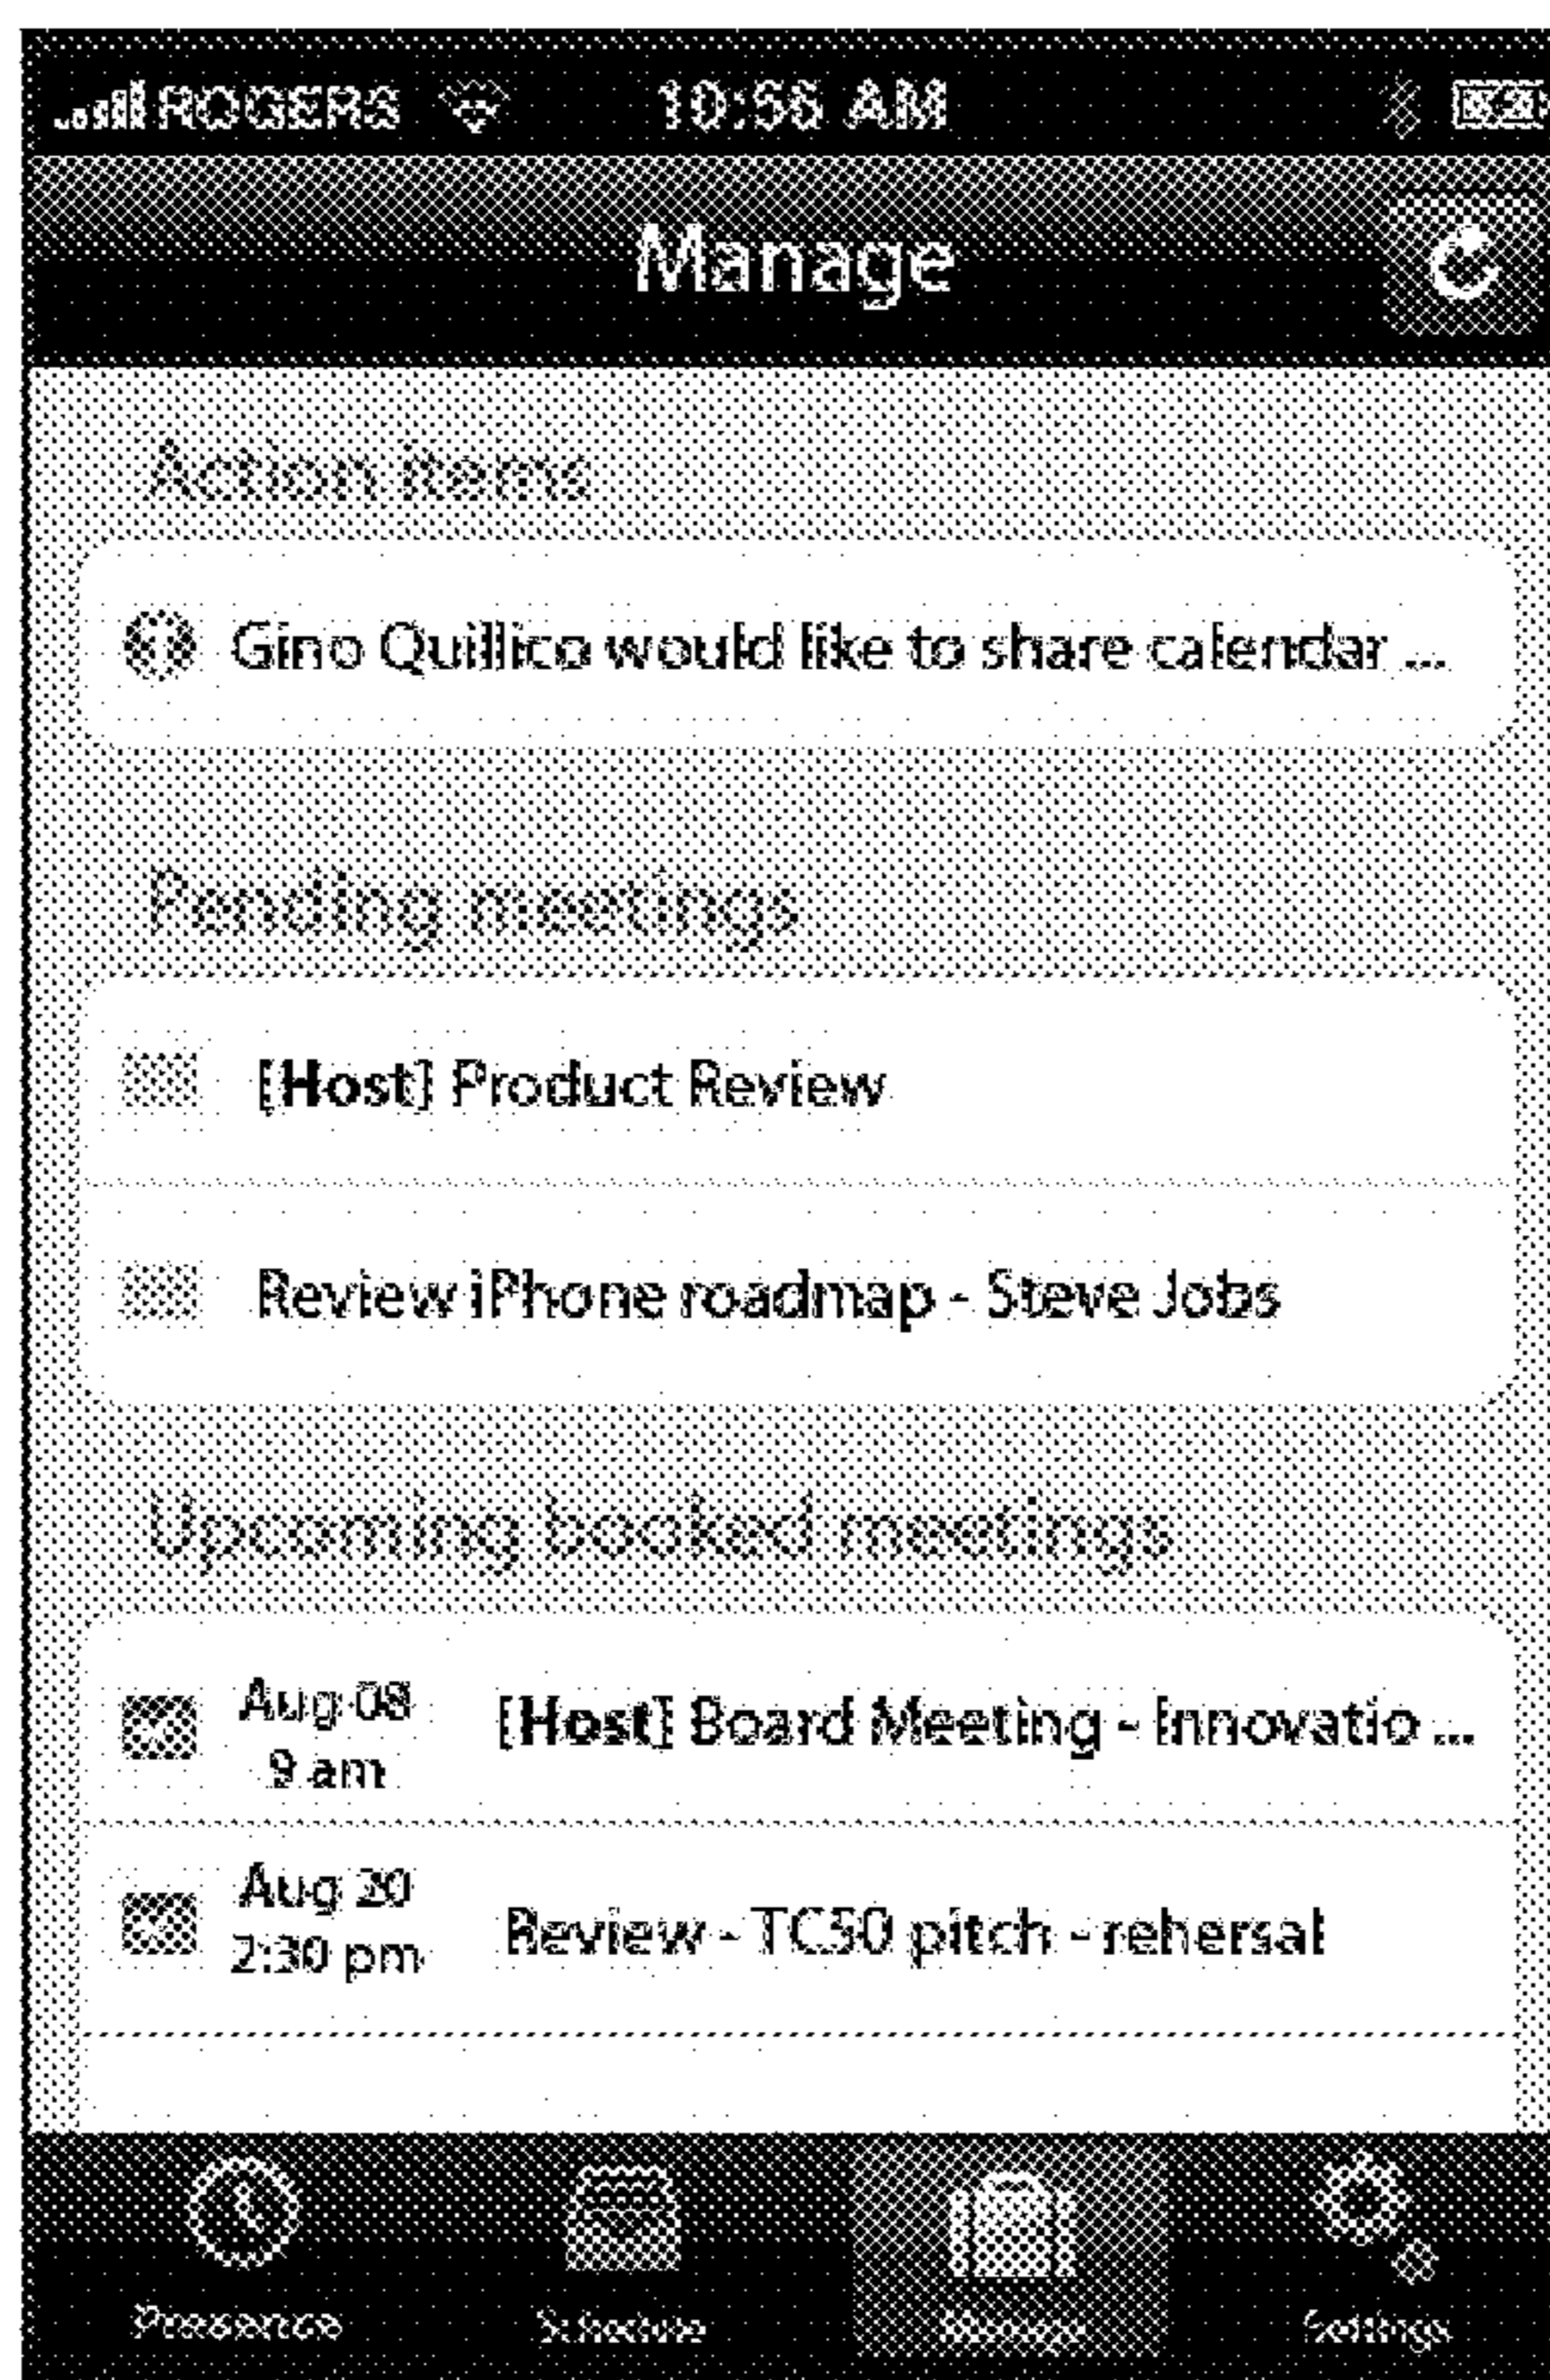 ROGERS 10:56 AM
Manage
Action items
Gino Quillico would like to share calendar ...
Pending meetings
[Host] Product Review
Review iPhone roadmap - Steve Jobs
Upcoming booked meetings
Aug 08
9 am
[Host] Board Meeting - Innovatio ...
Aug 20
2:30 pm
Review - TC50 pitch - rehersal
Presence Schedule Manage Settings